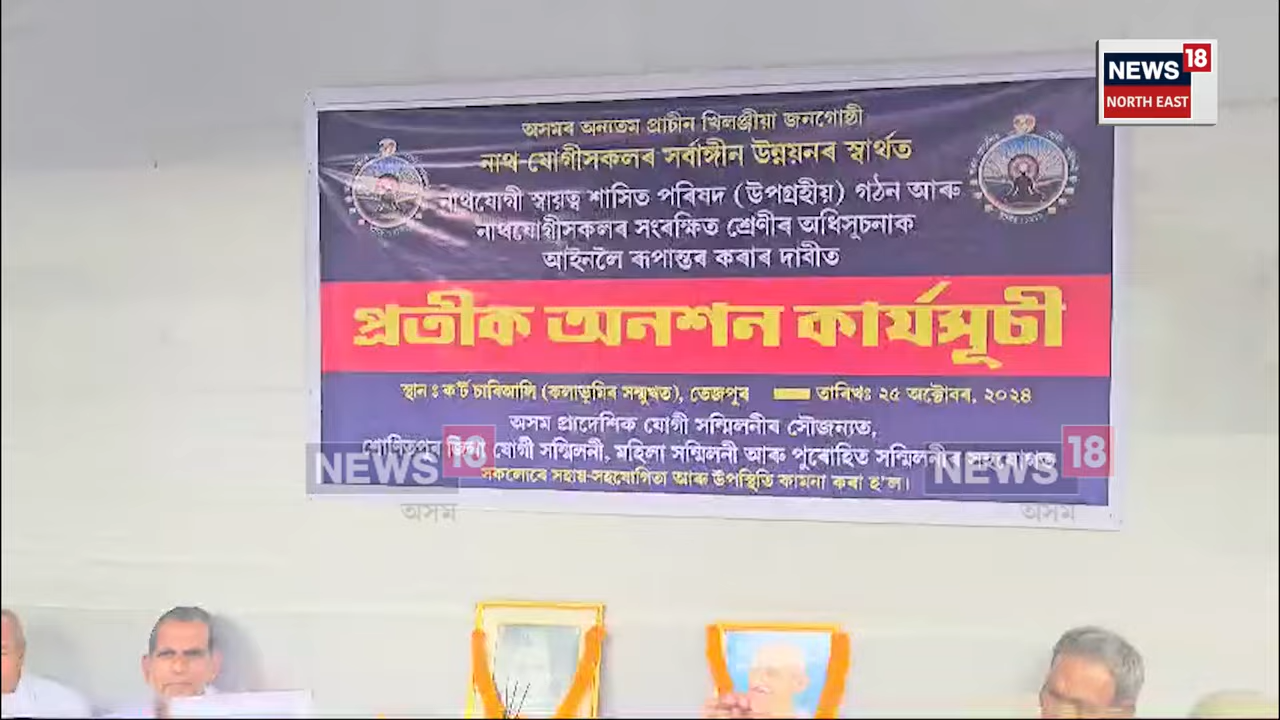 NEWS 18
NORTH EAST
অসমৰ অন্যতম প্ৰাচীন খিলঞ্জীয়া জনগোষ্ঠী
নাথ-যোগীসকলৰ সৰ্বাঙ্গীন উন্নয়নৰ স্বাৰ্থত
নাথযোগী স্বায়ত্ব শাসিত পৰিষদ (উপগ্ৰহীয়) গঠন আৰু
নাথযোগীসকলৰ সংৰক্ষিত শ্ৰেণীৰ অধিসূচনাক
আইনলৈ ৰূপান্তৰ কৰাৰ দাবীত
প্ৰতীক অনশন কাৰ্যসূচী
স্থান : ক'ৰ্ট চাৰিআলি (কলাভূমিৰ সন্মুখত), তেজপুৰ তাৰিখঃ ২৫ অক্টোবৰ, ২০২৪
অসম প্ৰাদেশিক যোগী সন্মিলনীৰ সৌজন্যত,
শোণিতপুৰ জিলা যোগী সন্মিলনী, মহিলা সন্মিলনী আৰু পুৰোহিত সন্মিলনীৰ সহযোগত
সকলোৰে সহায়-সহযোগিতা আৰু উপস্থিতি কামনা কৰা হ'ল।
NEWS 18 NEWS 18
অসম অসম